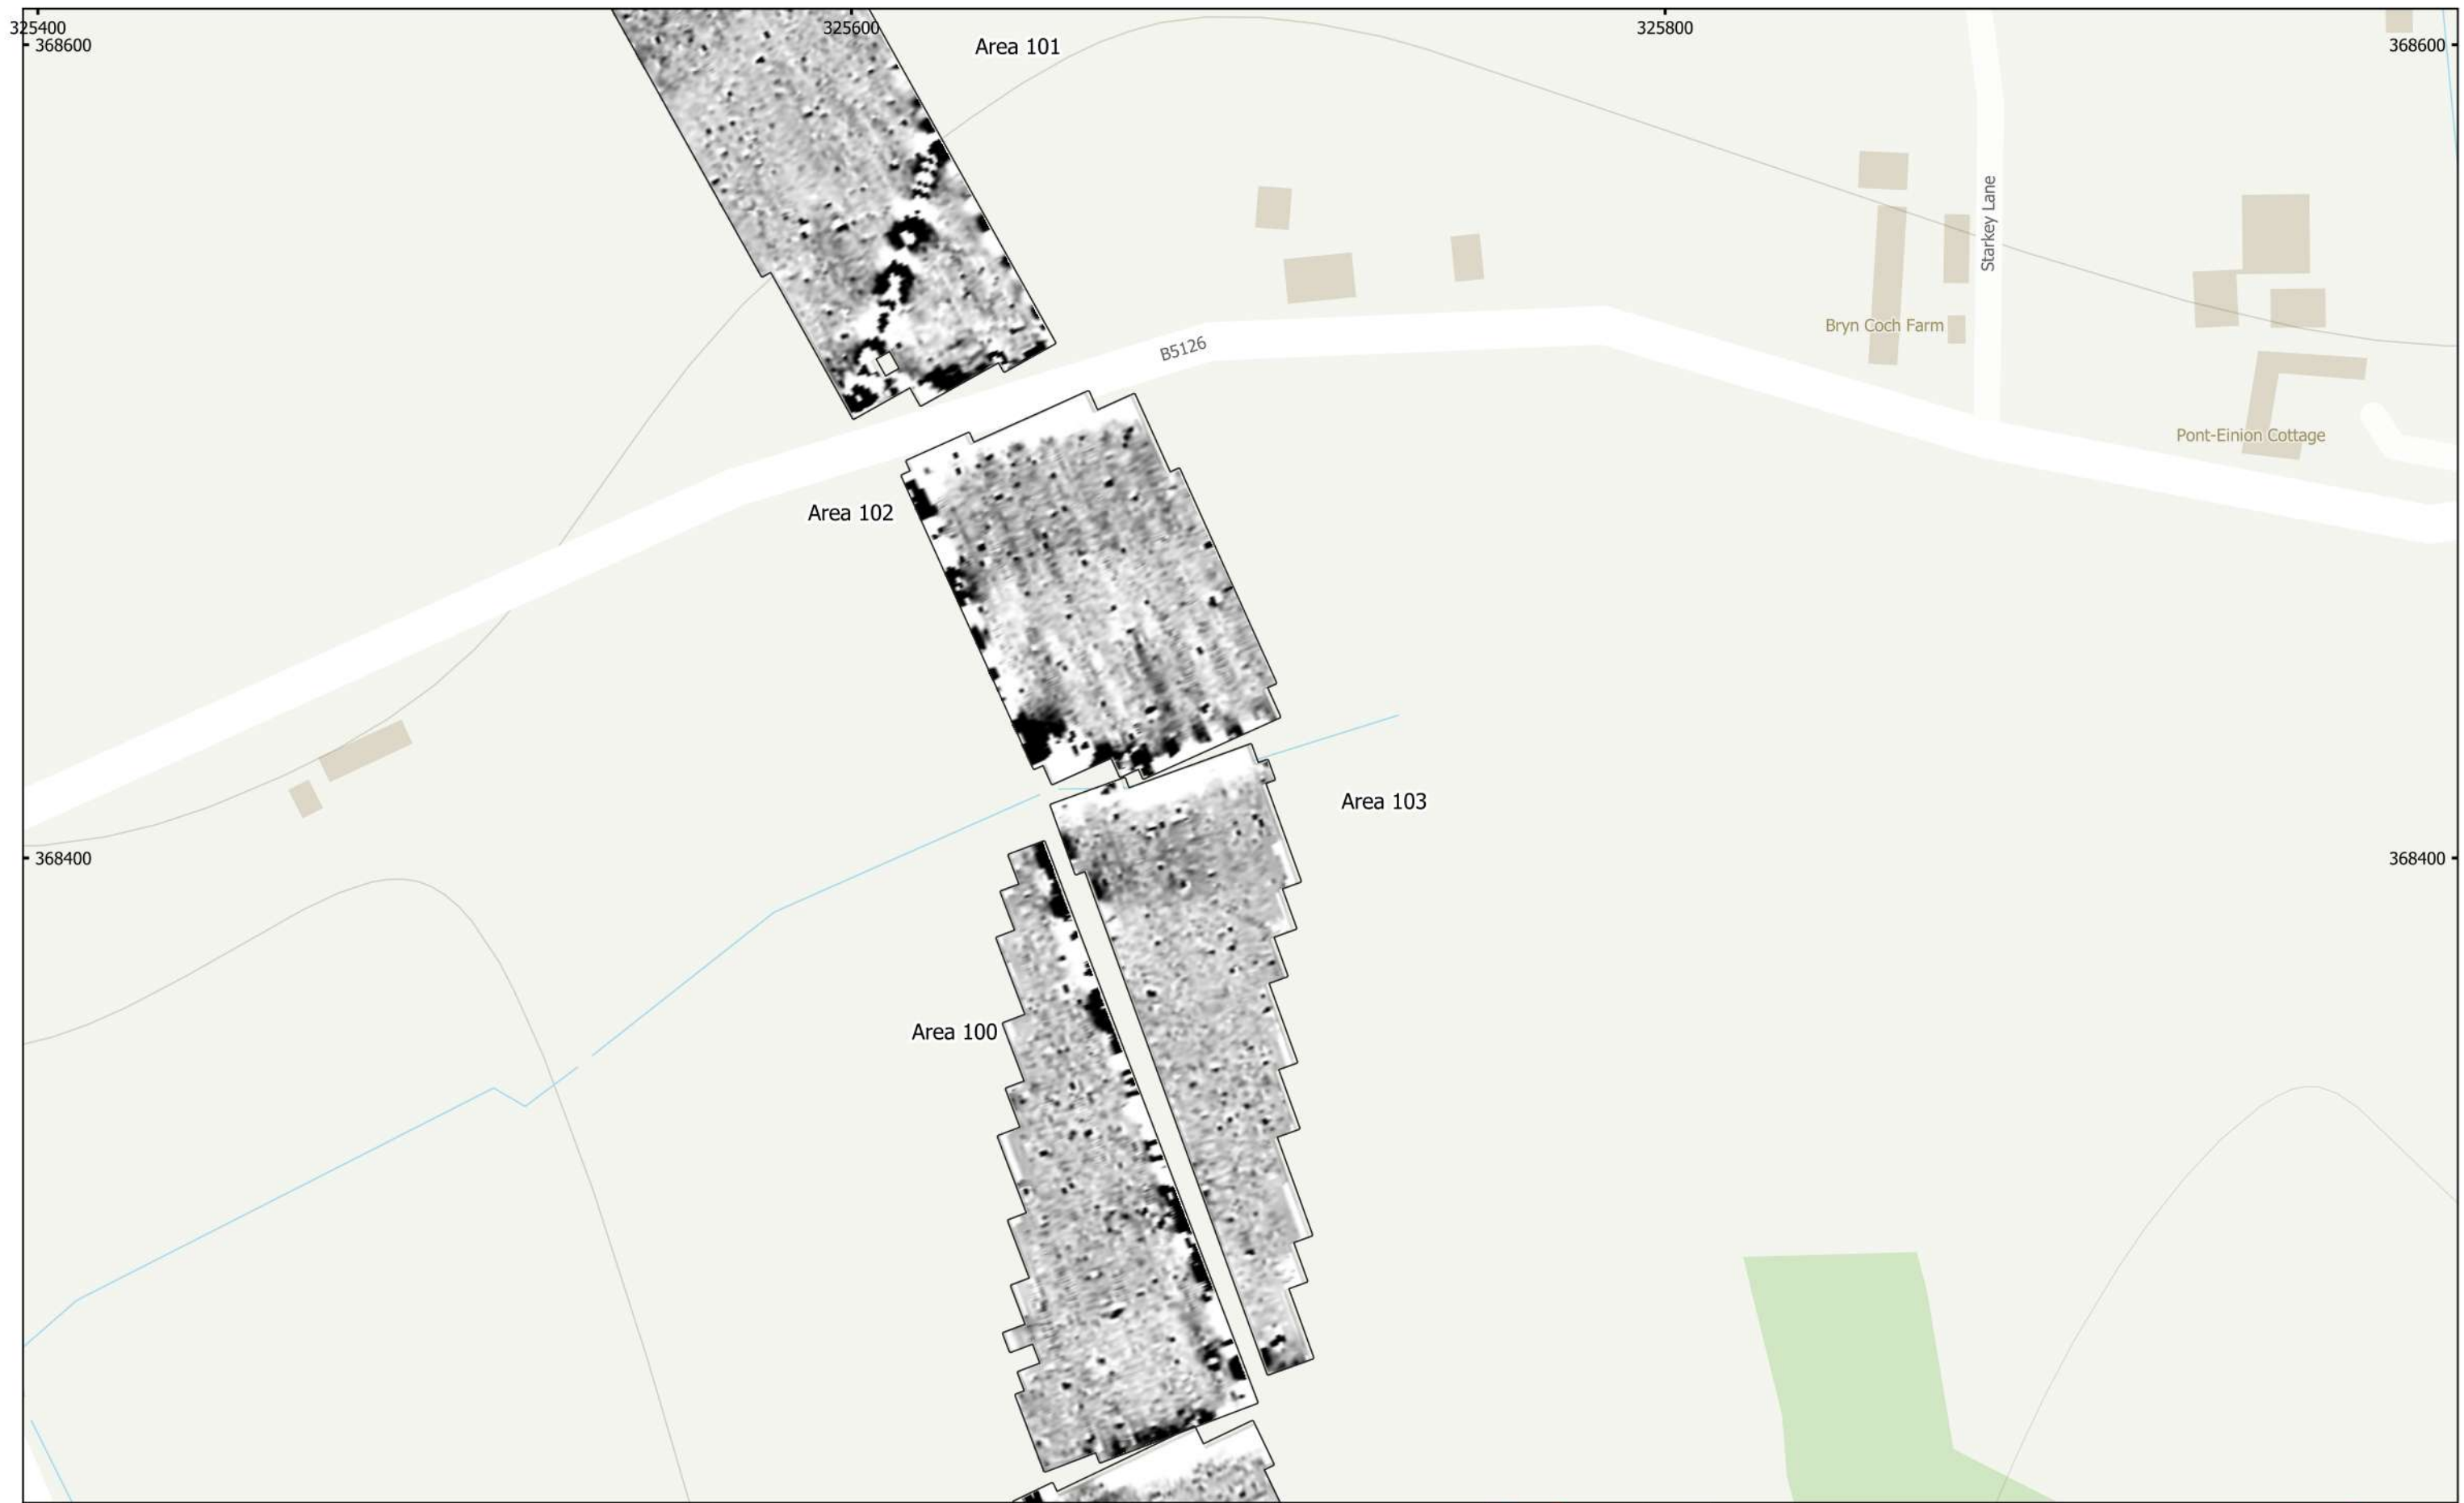 325400
325600
325800
368600
Area 101
368600
Starkey Lane
Bryn Coch Farm
B5126
Pont-Einion Cottage
Area 102
Area 103
368400
368400
Area 100